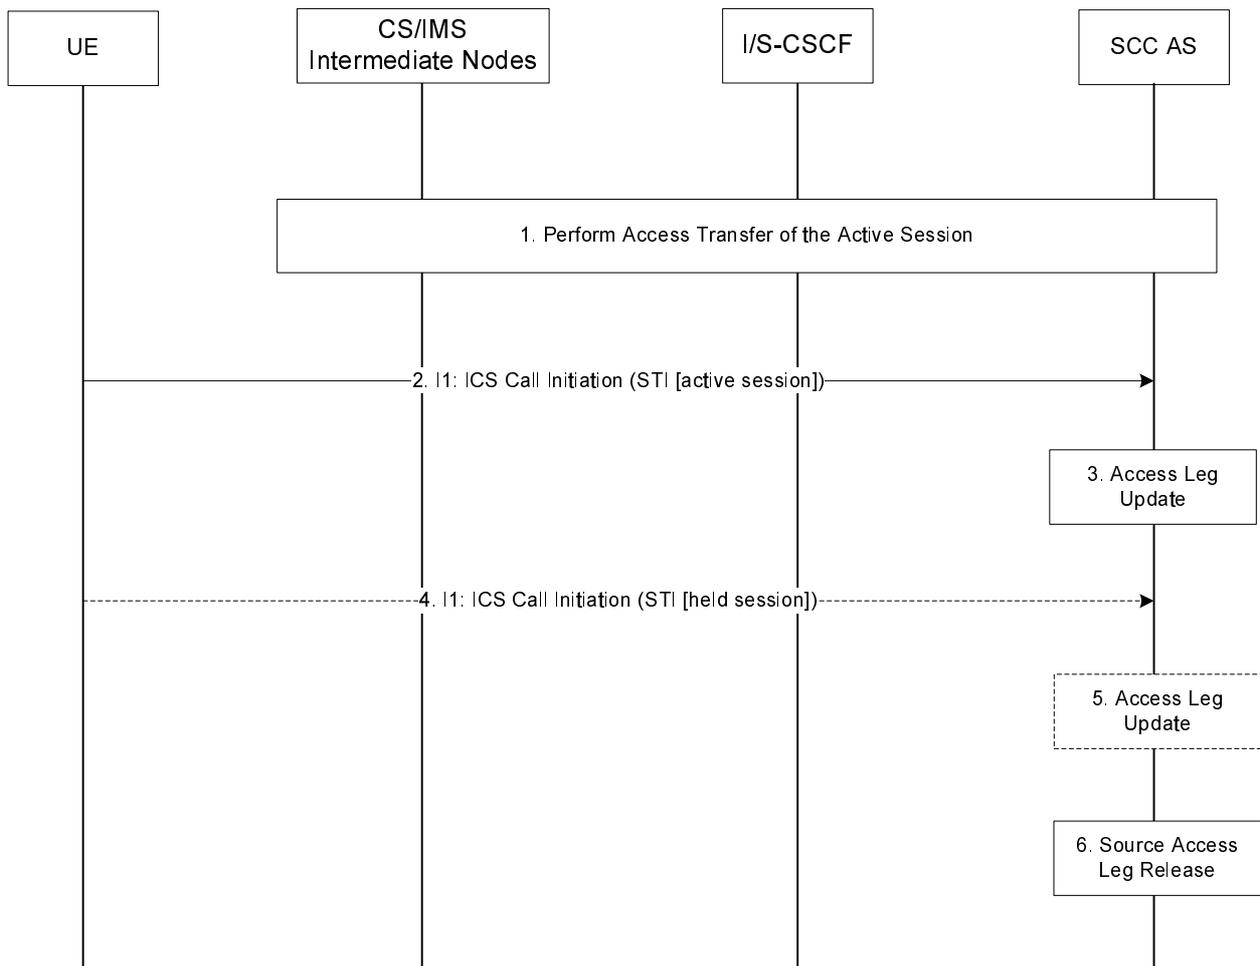 UE
CS/IMS
Intermediate Nodes
I/S-CSCF
SCC AS
1. Perform Access Transfer of the Active Session
2. I1: ICS Call Initiation (STI [active session])
3. Access Leg
Update
4. I1: ICS Call Initiation (STI [held session])
5. Access Leg
Update
6. Source Access
Leg Release